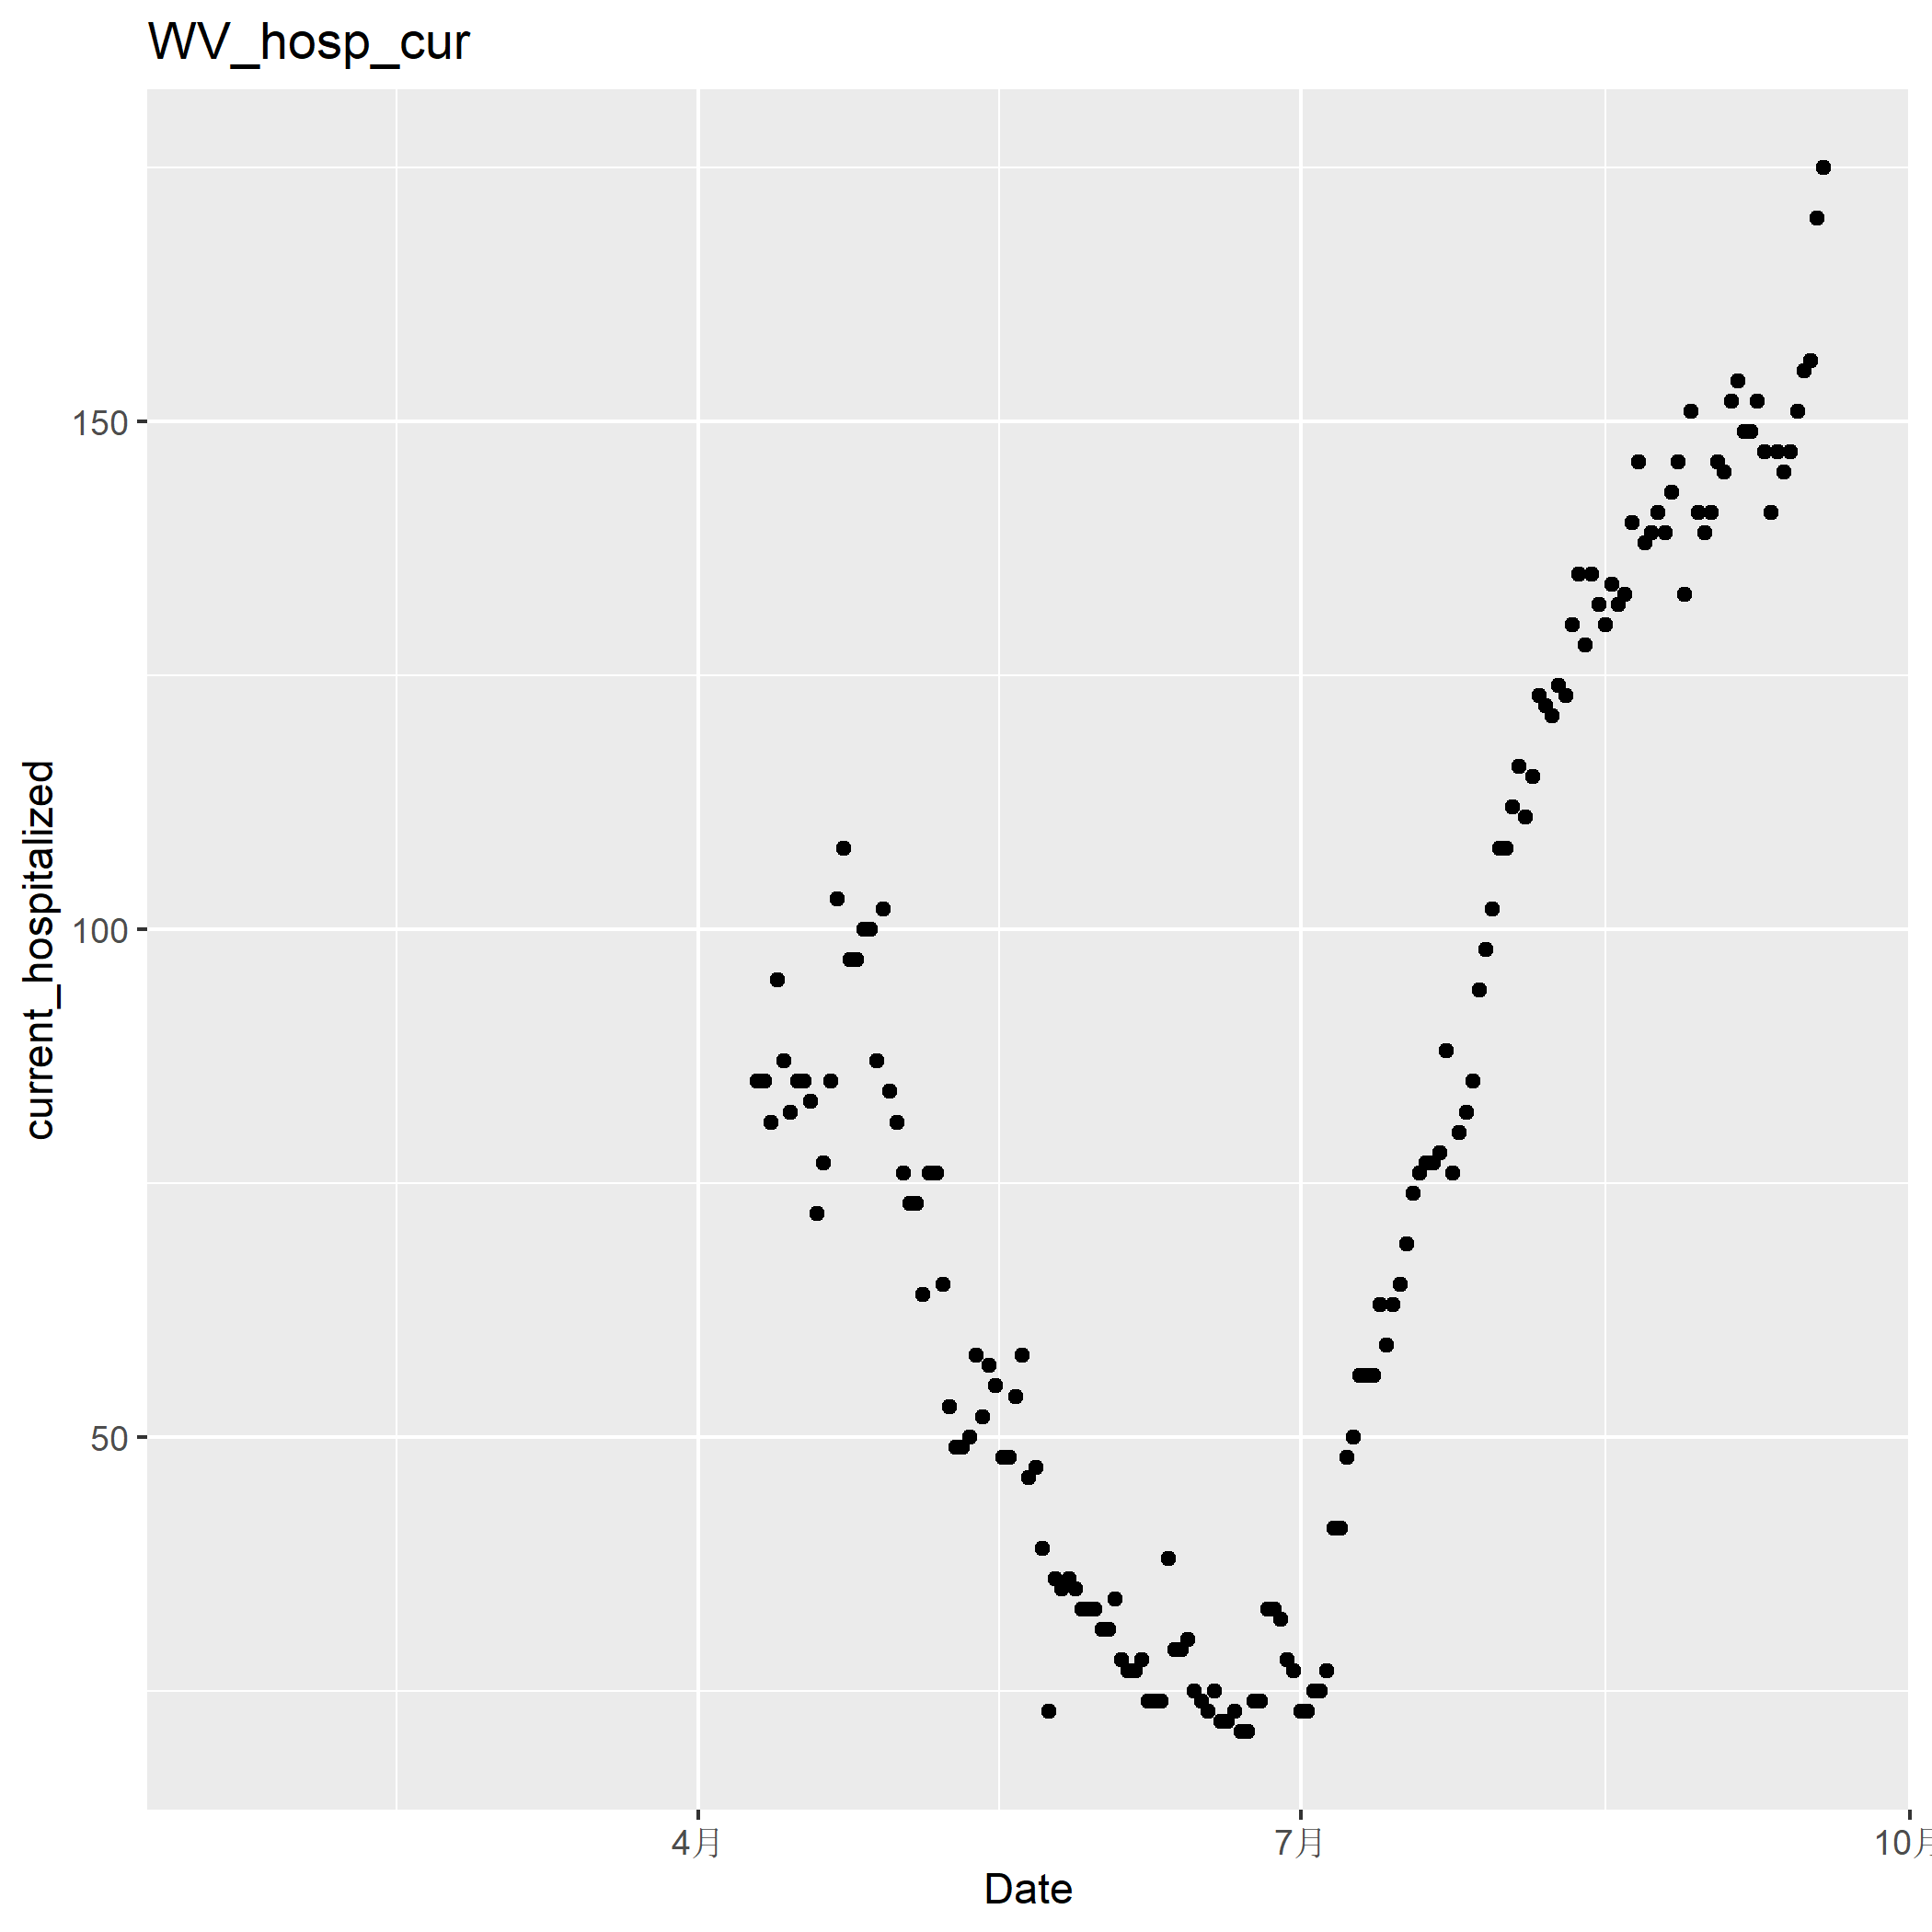 WV_hosp_cur
current_hospitalized
150
100
50
4月
7月
10月
Date